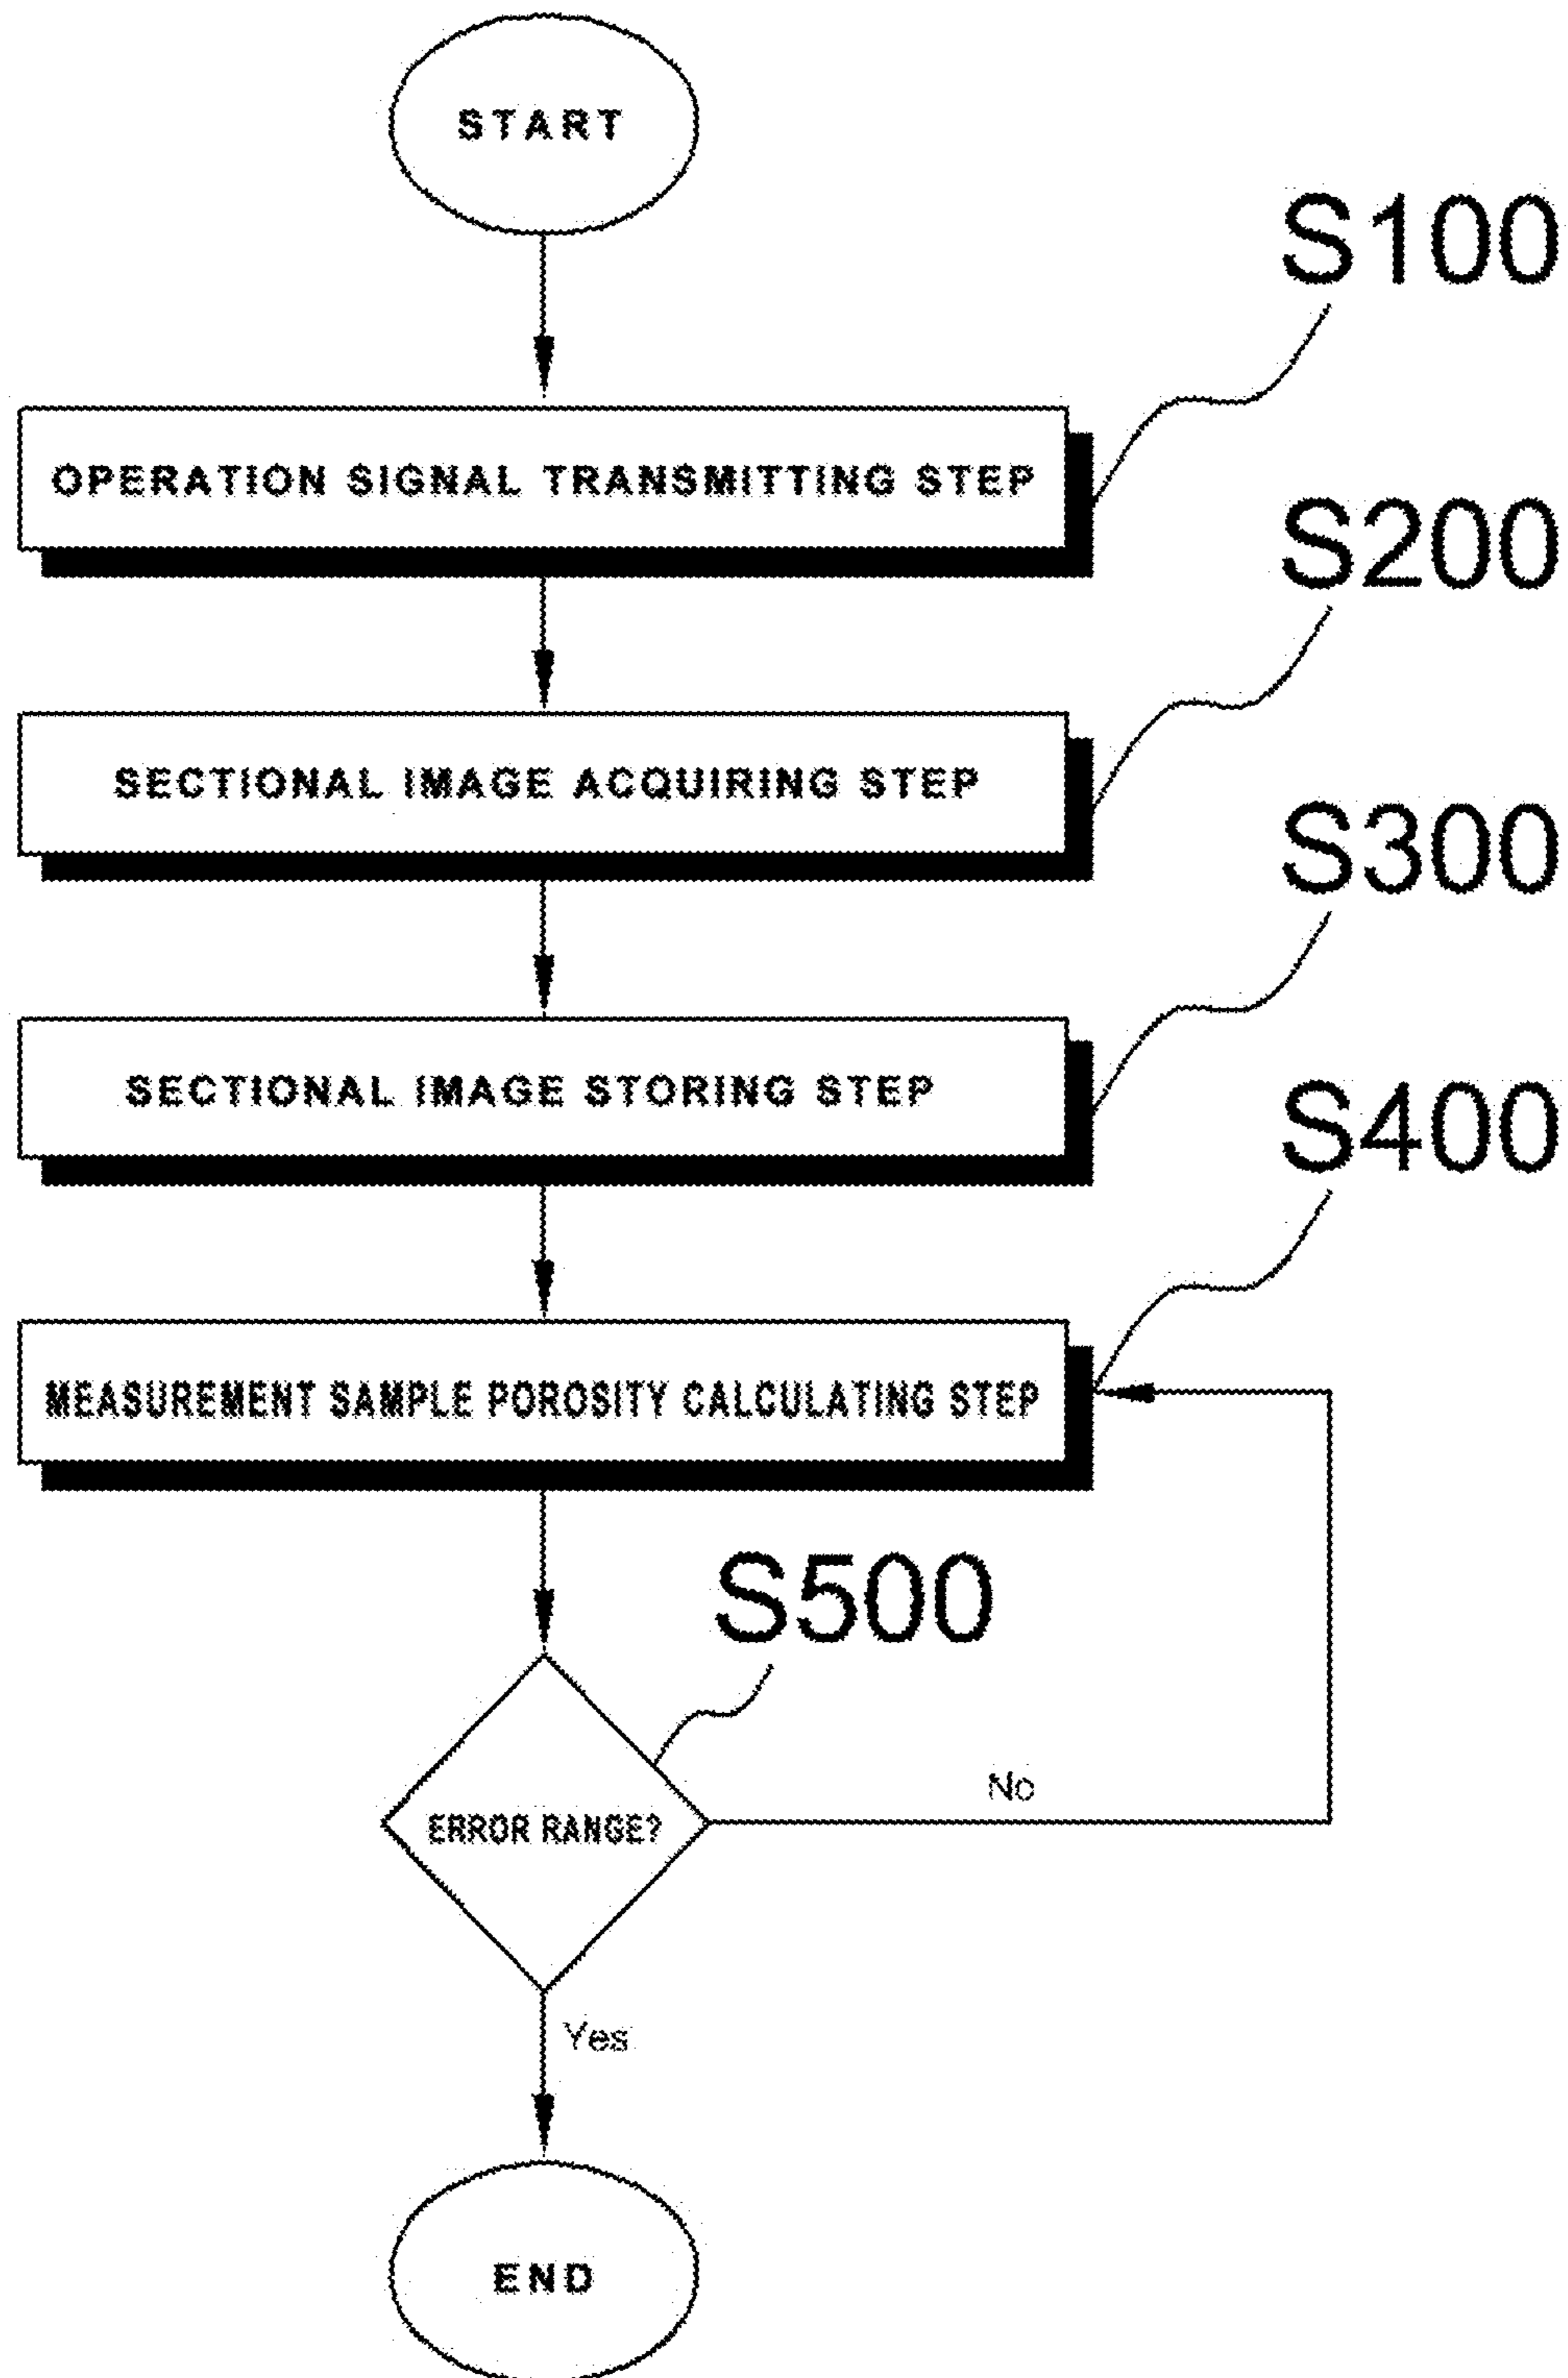 START
S100
OPERATION SIGNAL TRANSMITTING STEP
S200
SECTIONAL IMAGE ACQUIRING STEP
S300
SECTIONAL IMAGE STORING STEP
S400
MEASUREMENT SAMPLE POROSITY CALCULATING STEP
S500
No
ERROR RANGE?
Yes
END